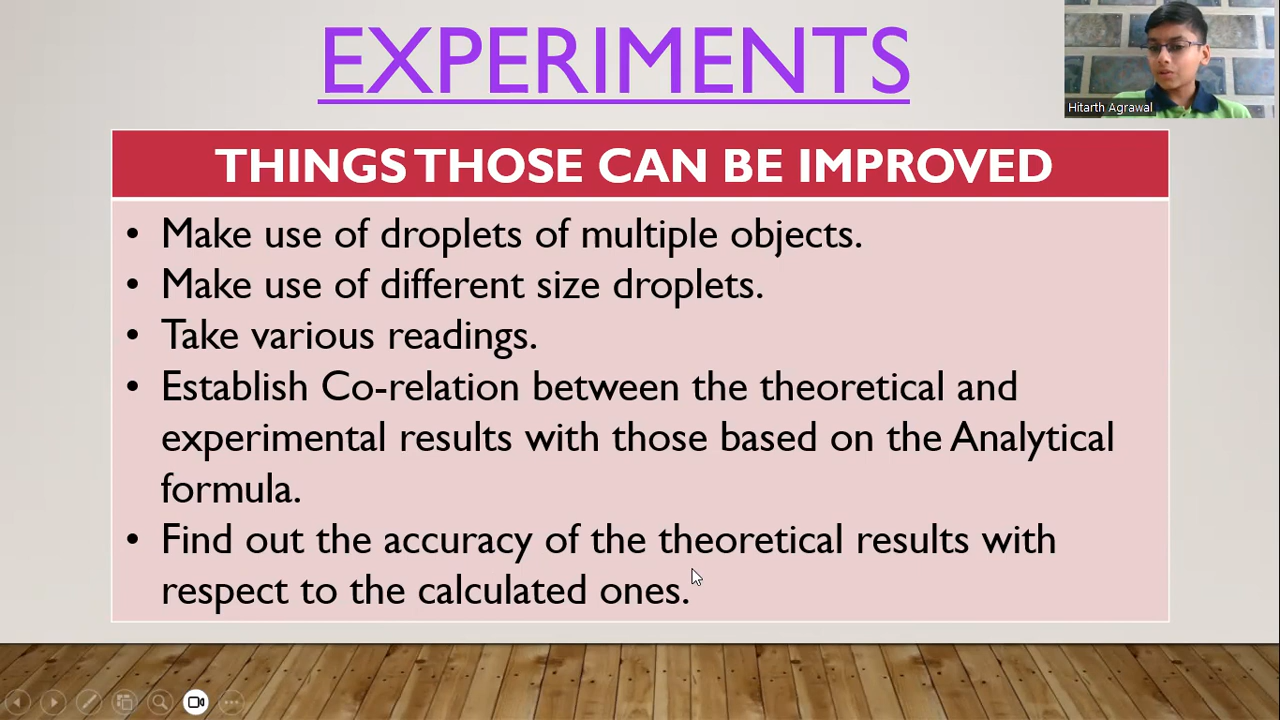 EXPERIMENTS
Hitarth Agrawal
THINGS THOSE CAN BE IMPROVED
• Make use of droplets of multiple objects.
• Make use of different size droplets.
• Take various readings.
• Establish Co-relation between the theoretical and
experimental results with those based on the Analytical
formula.
• Find out the accuracy of the theoretical results with
respect to the calculated ones.